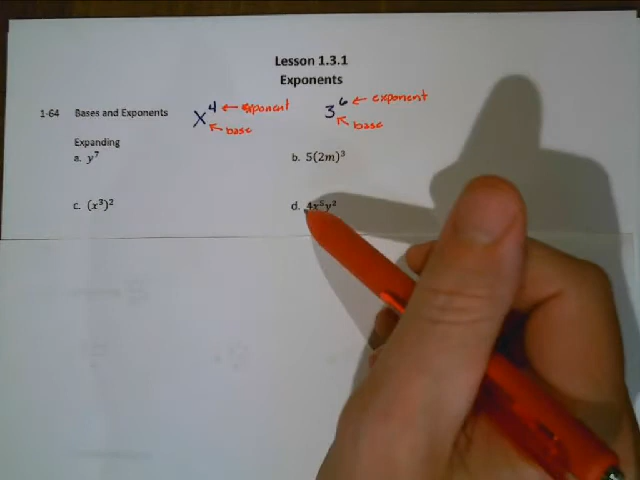 Lesson 1.3.1
Exponents
x⁴ ← exponent 3⁶ ← exponent
1-64 Bases and Exponents
↖ base ↖ base
Expanding
a. y⁷ b. 5(2m)³
c. (x³)² d. 4x⁵y²